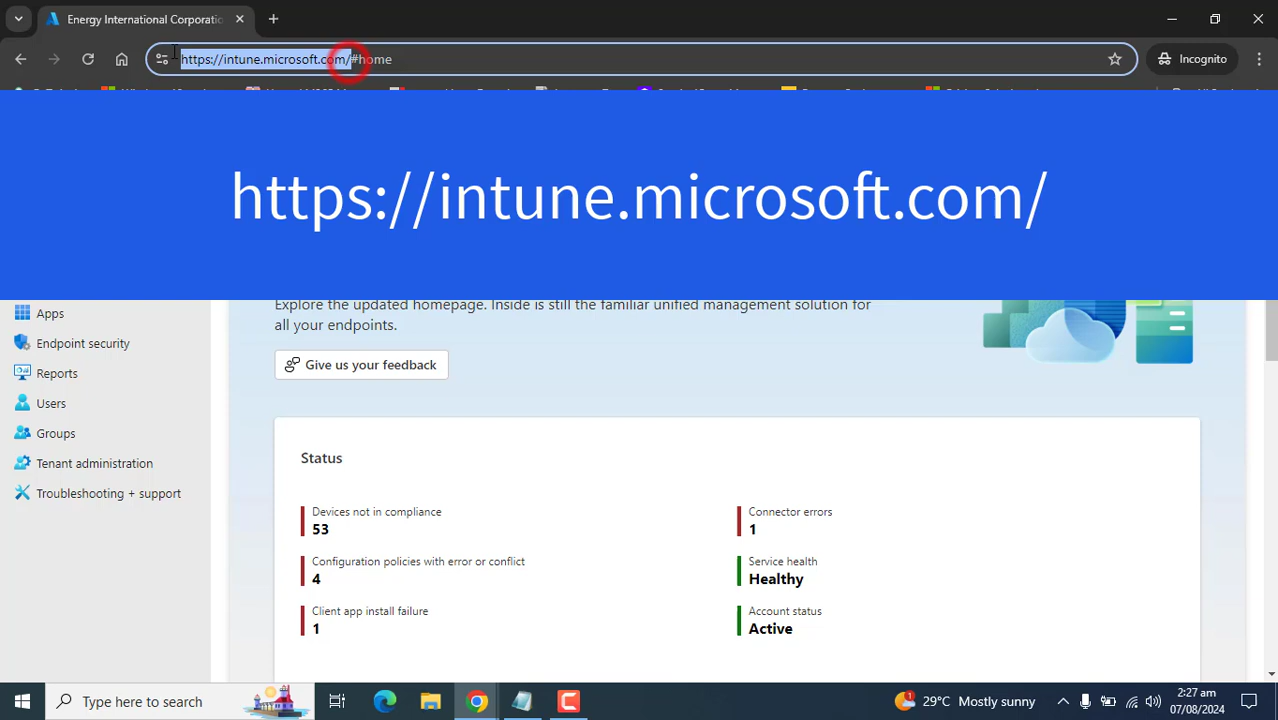 Energy International Corporatio
https://intune.microsoft.com/#home
Incognito
https://intune.microsoft.com/
Explore the updated homepage. Inside is still the familiar unified management solution for
all your endpoints.
Give us your feedback
Apps
Endpoint security
Reports
Users
Groups
Tenant administration
Troubleshooting + support
Status
Devices not in compliance
53
Connector errors
1
Configuration policies with error or conflict
4
Service health
Healthy
Client app install failure
1
Account status
Active
Type here to search
1
29°C Mostly sunny
2:27 am
07/08/2024